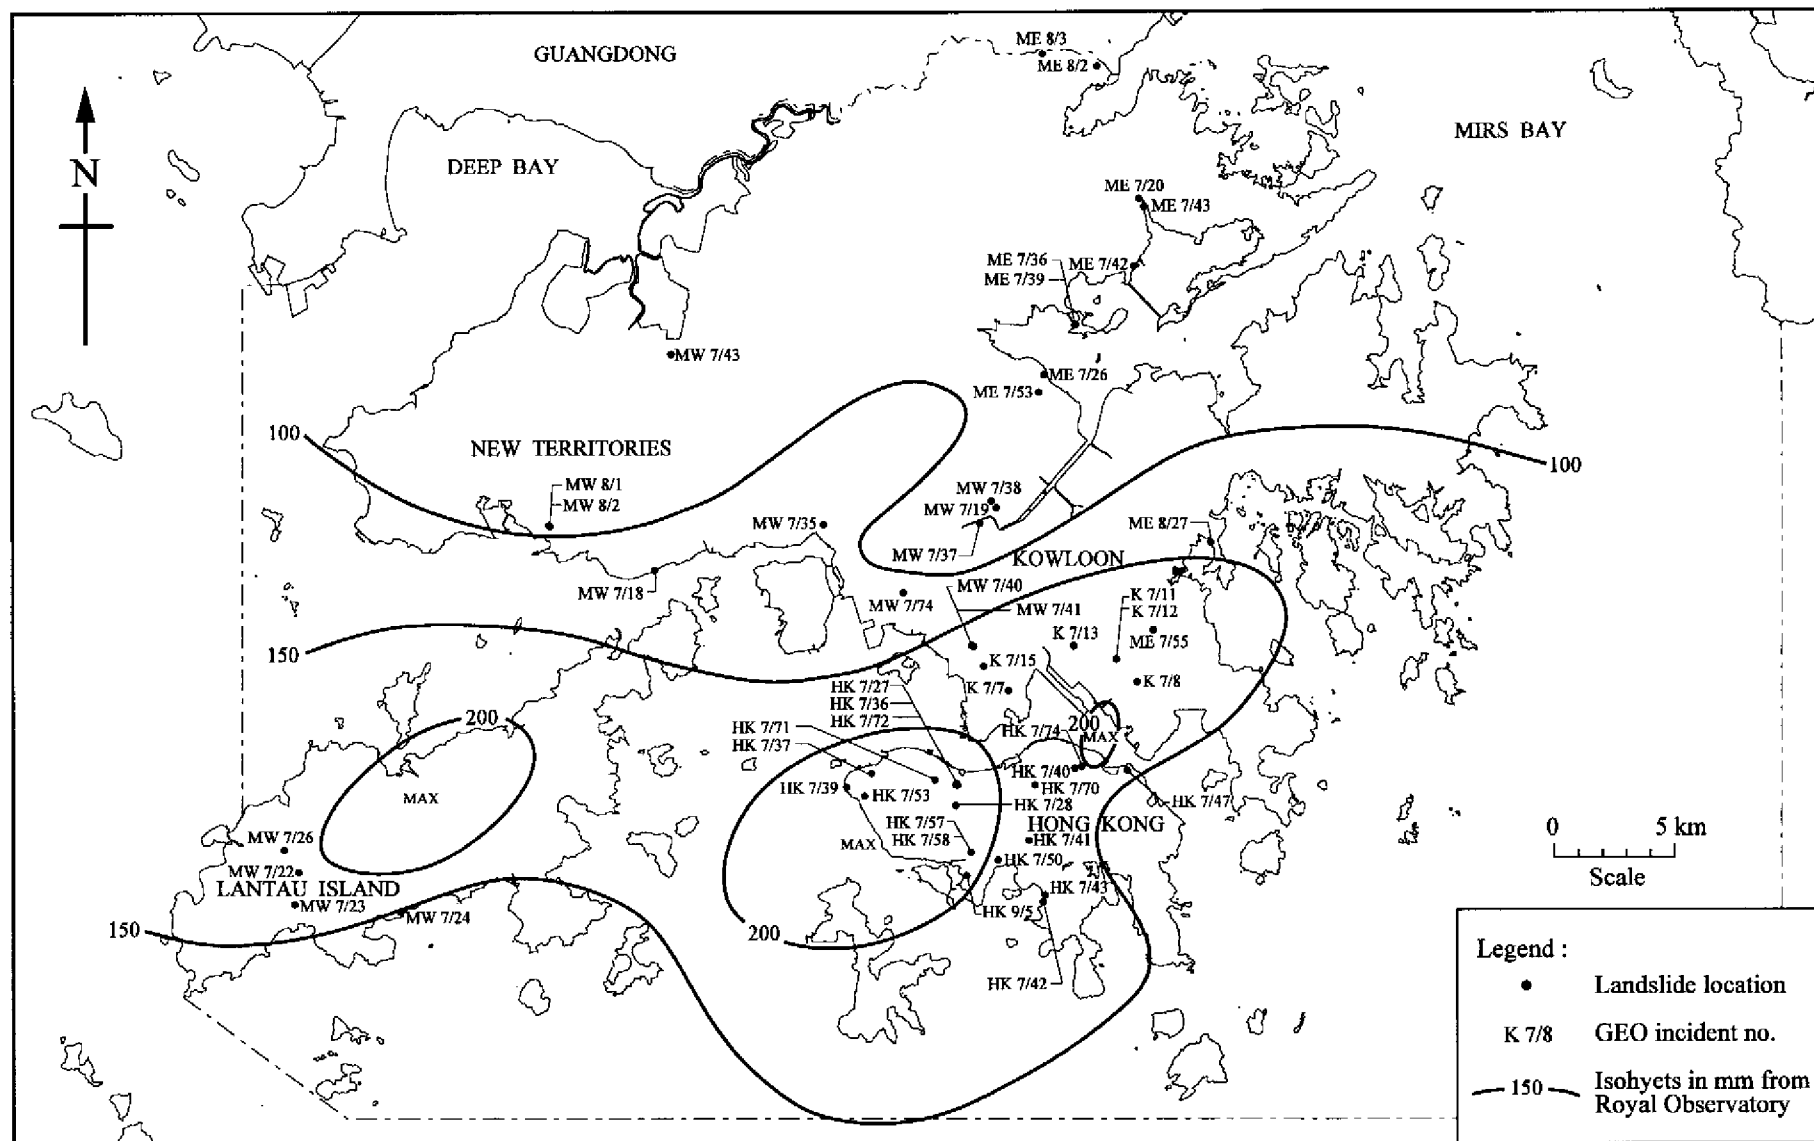 GUANGDONG
ME 8/3
ME 8/2
MIRS BAY
N
DEEP BAY
ME 7/20
ME 7/43
ME 7/36
ME 7/42
ME 7/39
MW 7/43
ME 7/26
ME 7/53
100
NEW TERRITORIES
100
MW 8/1
MW 8/2
MW 7/38
MW 7/35
MW 7/19
ME 8/27
MW 7/37
KOWLOON
MW 7/18
MW 7/40
MW 7/74
MW 7/41
K 7/11
K 7/12
K 7/13
ME 7/55
150
K 7/15
K 7/7
K 7/8
HK 7/27
HK 7/36
HK 7/72
200
HK 7/71
HK 7/74
200
MAX
HK 7/37
HK 7/40
HK 7/39
HK 7/53
HK 7/70
MAX
HK 7/28
HK 7/47
HK 7/57
HONG KONG
MW 7/26
HK 7/58
MAX
HK 7/41
0
5 km
HK 7/50
MW 7/22
Scale
LANTAU ISLAND
HK 7/43
MW 7/23
MW 7/24
HK 9/5
150
200
HK 7/42
Legend :
Landslide location
K 7/8
GEO incident no.
150
Isohyets in mm from
Royal Observatory